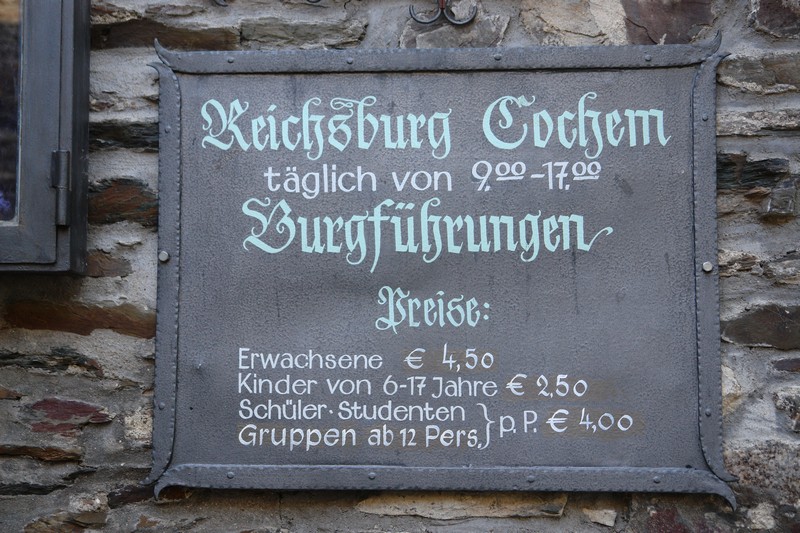 Reichsburg Cochem
täglich von 9.00-17.00
Burgführungen
Preise:
Erwachsene € 4,50
Kinder von 6-17 Jahre € 2,50
Schüler·Studenten
Gruppen ab 12 Pers. } p.P. € 4,00